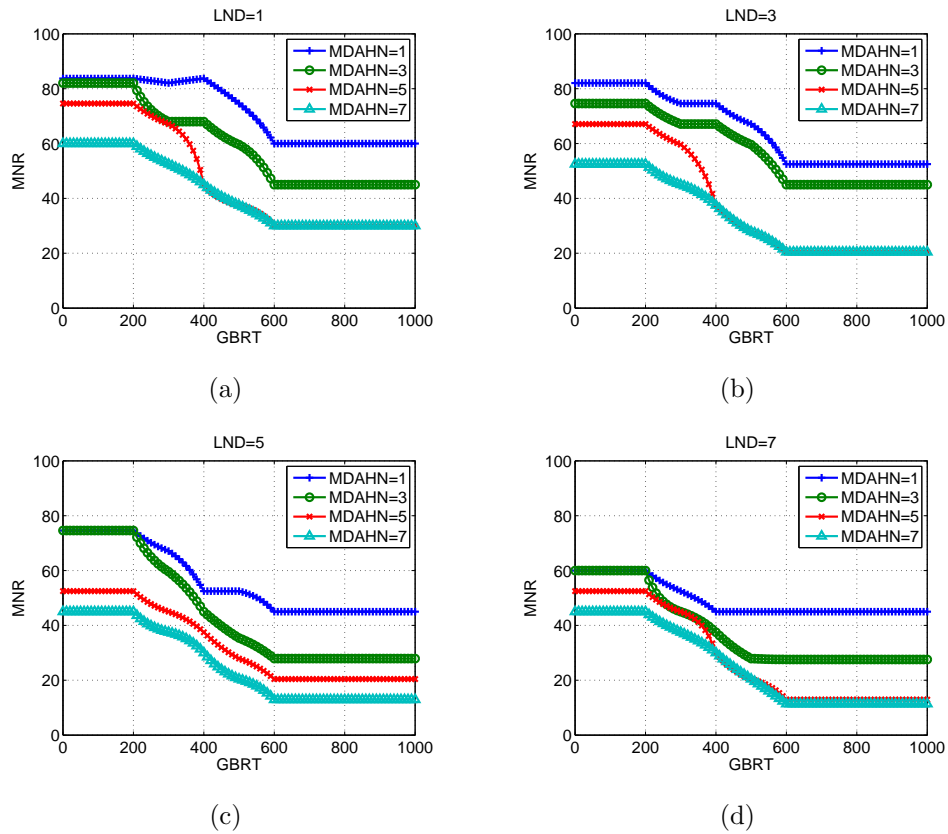 LND=1
100
80
60
40
20
0
MNR
0 200 400 600 800 1000
GBRT
MDAHN=1
MDAHN=3
MDAHN=5
MDAHN=7
(a)
LND=3
100
80
60
40
20
0
MNR
0 200 400 600 800 1000
GBRT
MDAHN=1
MDAHN=3
MDAHN=5
MDAHN=7
(b)
LND=5
100
80
60
40
20
0
MNR
0 200 400 600 800 1000
GBRT
MDAHN=1
MDAHN=3
MDAHN=5
MDAHN=7
(c)
LND=7
100
80
60
40
20
0
MNR
0 200 400 600 800 1000
GBRT
MDAHN=1
MDAHN=3
MDAHN=5
MDAHN=7
(d)